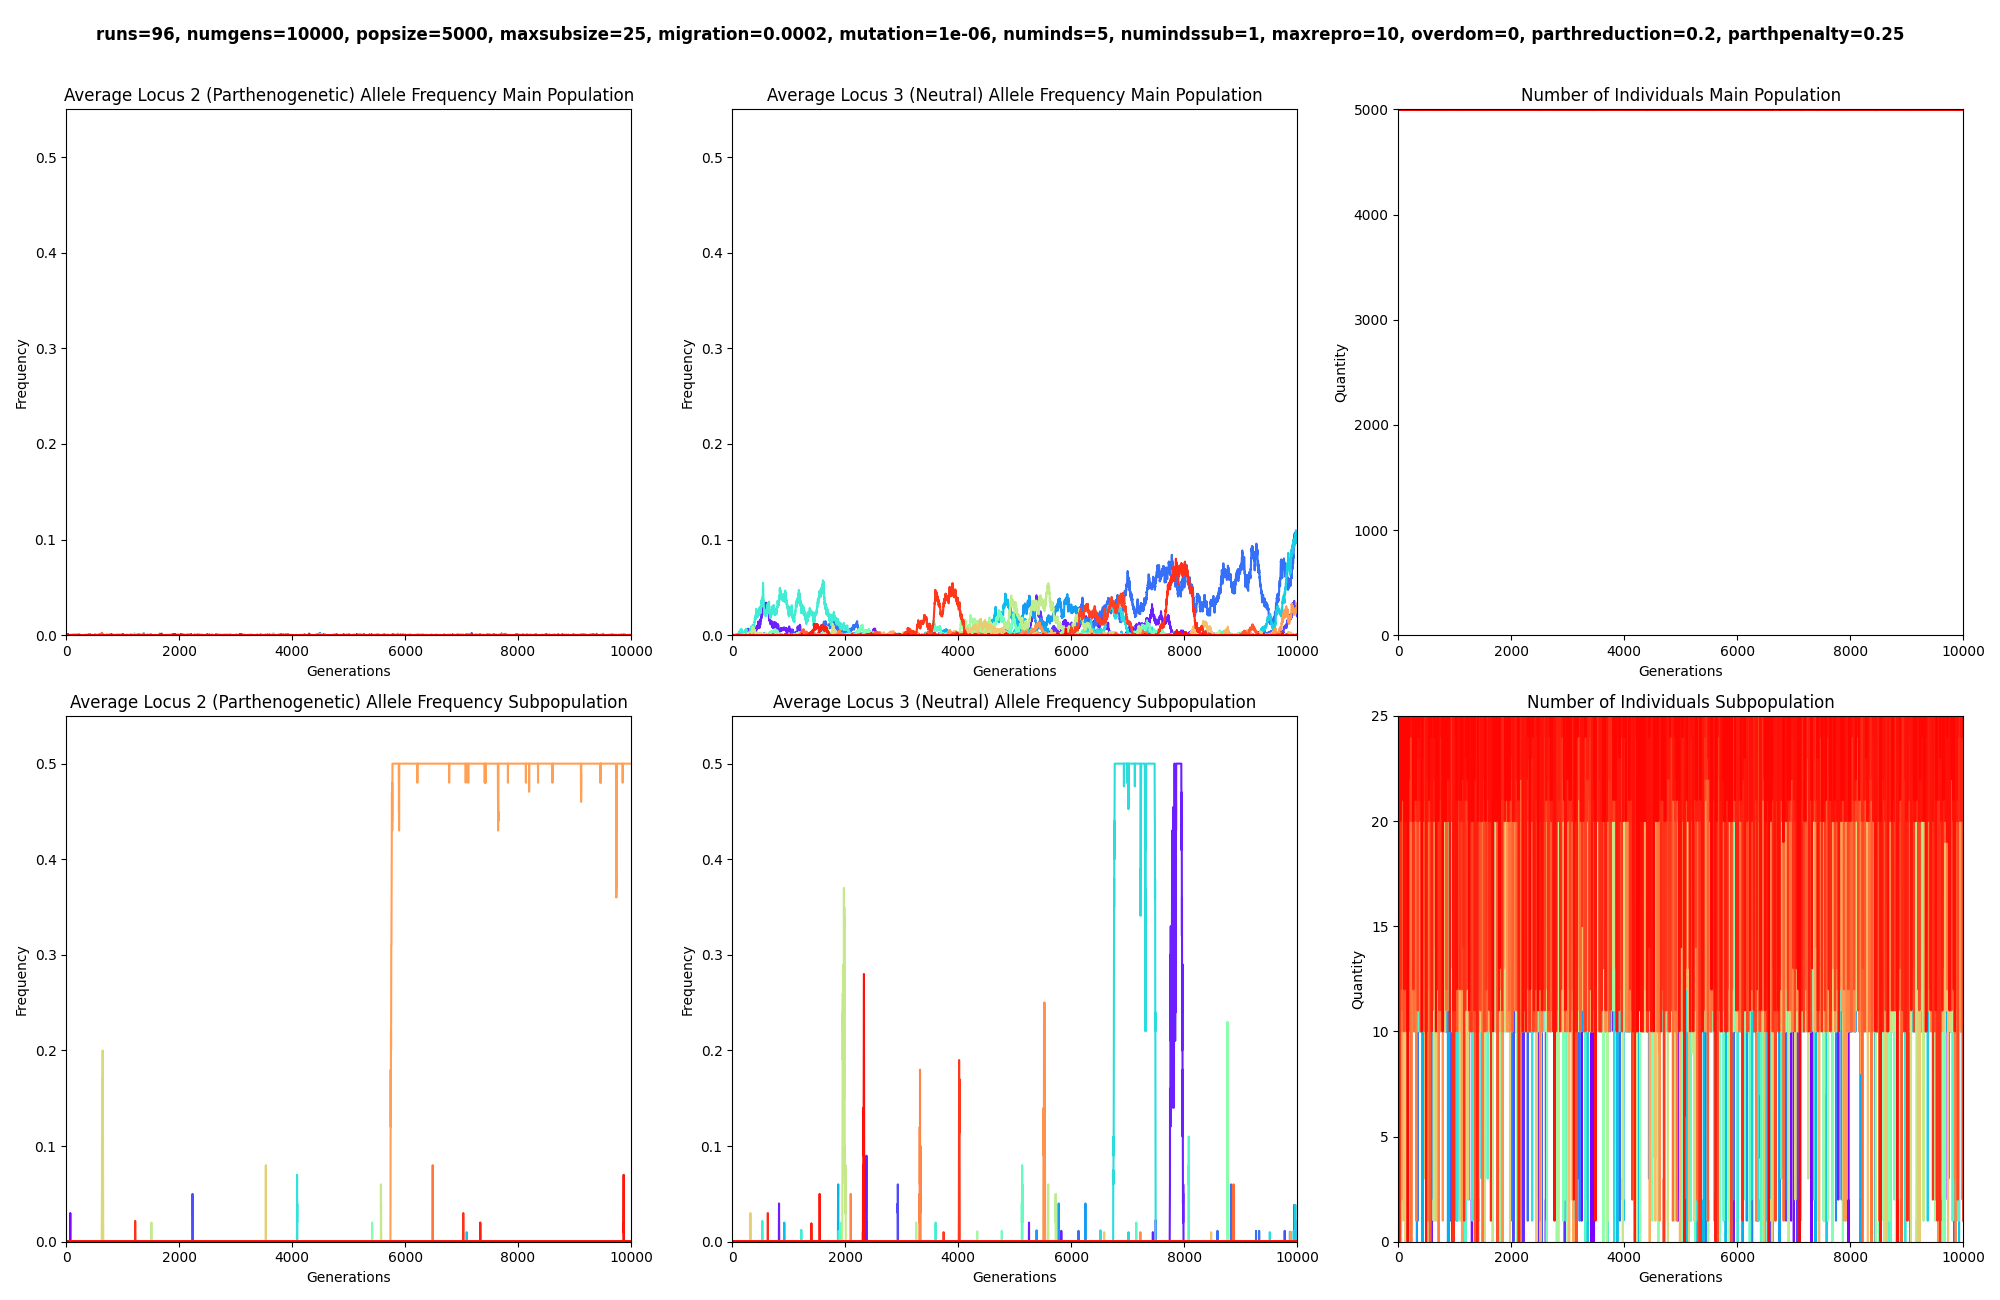 runs=96, numgens=10000, popsize=5000, maxsubsize=25, migration=0.0002, mutation=1e-06, numinds=5, numindssub=1, maxrepro=10, overdom=0, parthreduction=0.2, parthpenalty=0.25
Average Locus 2 (Parthenogenetic) Allele Frequency Main Population
Frequency
0.5
0.4
0.3
0.2
0.1
0.0
0 2000 4000 6000 8000 10000
Generations
Average Locus 3 (Neutral) Allele Frequency Main Population
Frequency
0.5
0.4
0.3
0.2
0.1
0.0
0 2000 4000 6000 8000 10000
Generations
Number of Individuals Main Population
Quantity
5000
4000
3000
2000
1000
0
0 2000 4000 6000 8000 10000
Generations
Average Locus 2 (Parthenogenetic) Allele Frequency Subpopulation
Frequency
0.5
0.4
0.3
0.2
0.1
0.0
0 2000 4000 6000 8000 10000
Generations
Average Locus 3 (Neutral) Allele Frequency Subpopulation
Frequency
0.5
0.4
0.3
0.2
0.1
0.0
0 2000 4000 6000 8000 10000
Generations
Number of Individuals Subpopulation
Quantity
25
20
15
10
5
0
0 2000 4000 6000 8000 10000
Generations